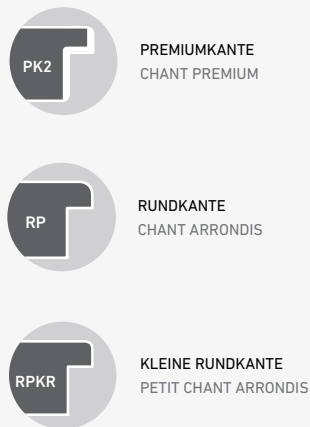 PK2
PREMIUMKANTE
CHANT PREMIUM
RP
RUNDKANTE
CHANT ARRONDIS
RPKR
KLEINE RUNDKANTE
PETIT CHANT ARRONDIS